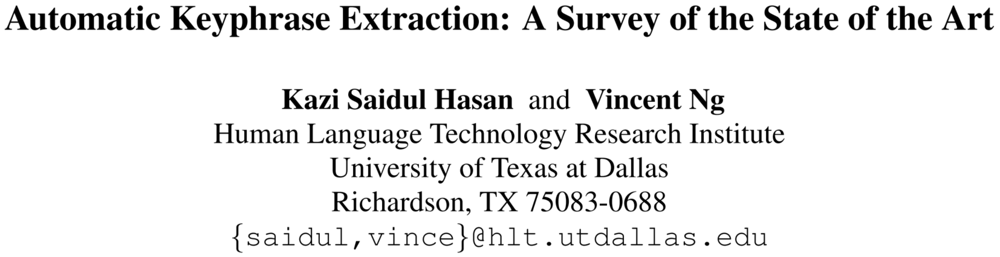 Automatic Keyphrase Extraction: A Survey of the State of the Art
Kazi Saidul Hasan and Vincent Ng
Human Language Technology Research Institute
University of Texas at Dallas
Richardson, TX 75083-0688
{saidul,vince}@hlt.utdallas.edu